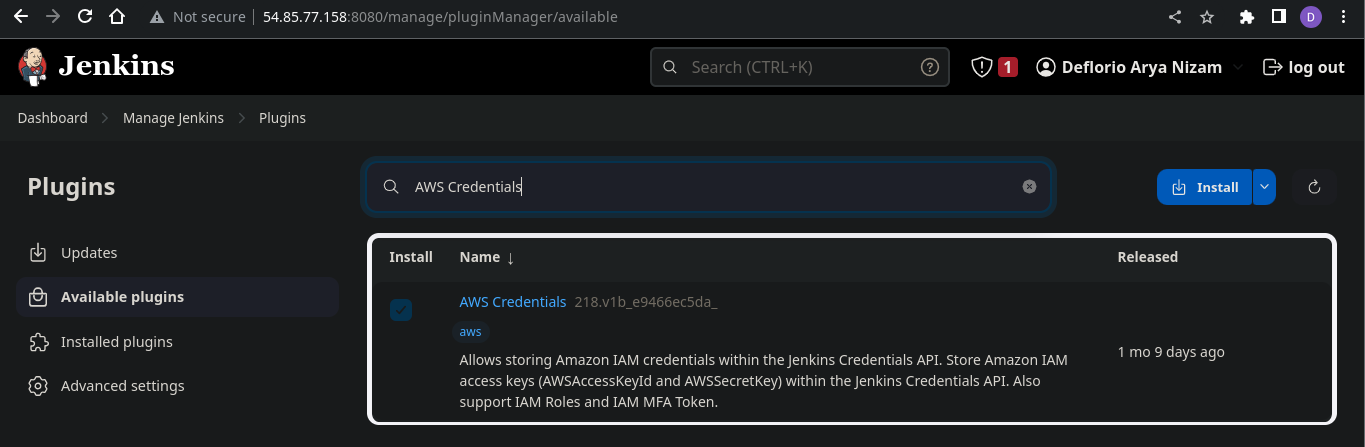 Not secure 54.85.77.158:8080/manage/pluginManager/available D
Jenkins Search (CTRL+K) ? 1 Deflorio Arya Nizam log out
Dashboard Manage Jenkins Plugins
Plugins AWS Credentials Install
Updates
Available plugins
Installed plugins
Advanced settings
Install Name ↓ Released
AWS Credentials 218.v1b_e9466ec5da_
aws
Allows storing Amazon IAM credentials within the Jenkins Credentials API. Store Amazon IAM
access keys (AWSAccessKeyId and AWSSecretKey) within the Jenkins Credentials API. Also
support IAM Roles and IAM MFA Token.
1 mo 9 days ago